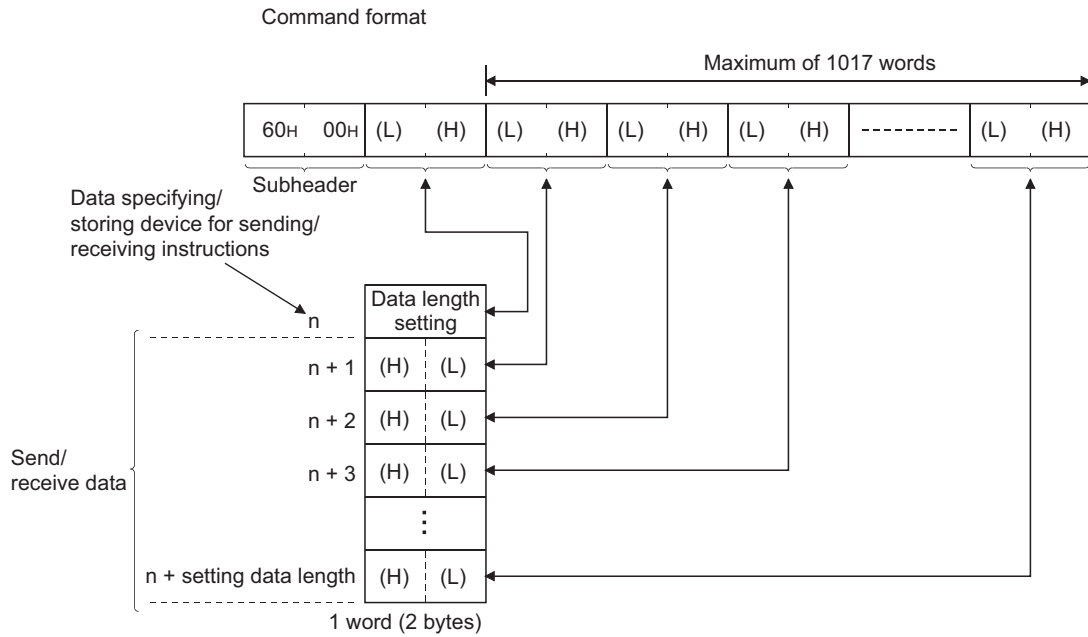 Command format
Maximum of 1017 words
60H 00H (L) (H) (L) (H) (L) (H) (L) (H) (L) (H)
Subheader
Data specifying/
storing device for sending/
receiving instructions
Data length
setting
n
n + 1 (H) (L)
n + 2 (H) (L)
n + 3 (H) (L)
Send/
receive data
n + setting data length (H) (L)
1 word (2 bytes)